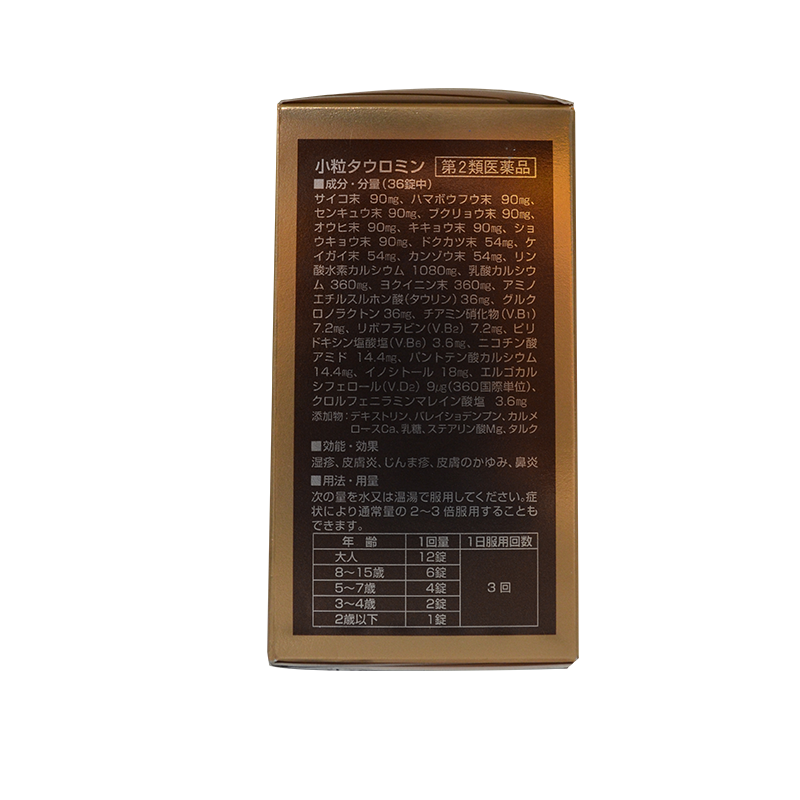 小粒タウロミン 第2類医薬品
■成分・分量(36錠中)
サイコ末 90㎎、ハマボウフウ末 90㎎、
センキュウ末 90㎎、ブクリョウ末 90㎎、
オウヒ末 90㎎、キキョウ末 90㎎、ショ
ウキョウ末 90㎎、ドクカツ末 54㎎、ケ
イガイ末 54㎎、カンゾウ末 54㎎、リン
酸水素カルシウム 1080㎎、乳酸カルシウ
ム 360㎎、ヨクイニン末 360㎎、アミノ
エチルスルホン酸(タウリン) 36㎎、グルク
ロノラクトン 36㎎、チアミン硝化物(V.B1)
7.2㎎、リボフラビン(V.B2) 7.2㎎、ピリ
ドキシン塩酸塩(V.B6) 3.6㎎、ニコチン酸
アミド 14.4㎎、パントテン酸カルシウム
14.4㎎、イノシトール 18㎎、エルゴカル
シフェロール(V.D2) 9㎍(360国際単位)、
クロルフェニラミンマレイン酸塩 3.6㎎
添加物:デキストリン、バレイショデンプン、カルメ
ロースCa、乳糖、ステアリン酸Mg、タルク
■効能・効果
湿疹、皮膚炎、じんま疹、皮膚のかゆみ、鼻炎
■用法・用量
次の量を水又は温湯で服用してください。症
状により通常量の2〜3倍服用することも
できます。
年 齢 1回量 1日服用回数
大人 12錠
8〜15歳 6錠
5〜7歳 4錠 3回
3〜4歳 2錠
2歳以下 1錠